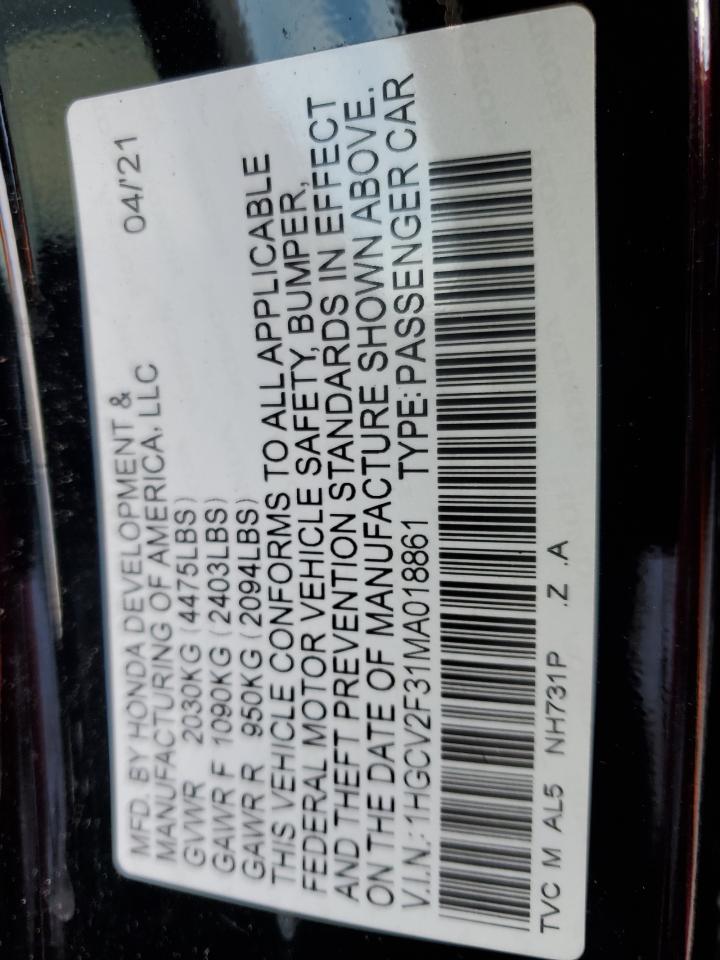 MFD. BY HONDA DEVELOPMENT &
MANUFACTURING OF AMERICA, LLC 04/'21
GVWR 2030KG (4475LBS)
GAWR F 1090KG (2403LBS)
GAWR R 950KG (2094LBS)
THIS VEHICLE CONFORMS TO ALL APPLICABLE
FEDERAL MOTOR VEHICLE SAFETY, BUMPER,
AND THEFT PREVENTION STANDARDS IN EFFECT
ON THE DATE OF MANUFACTURE SHOWN ABOVE.
V.I.N.: 1HGCV2F31MA018861 TYPE: PASSENGER CAR
TVC M AL5 NH731P .Z .A